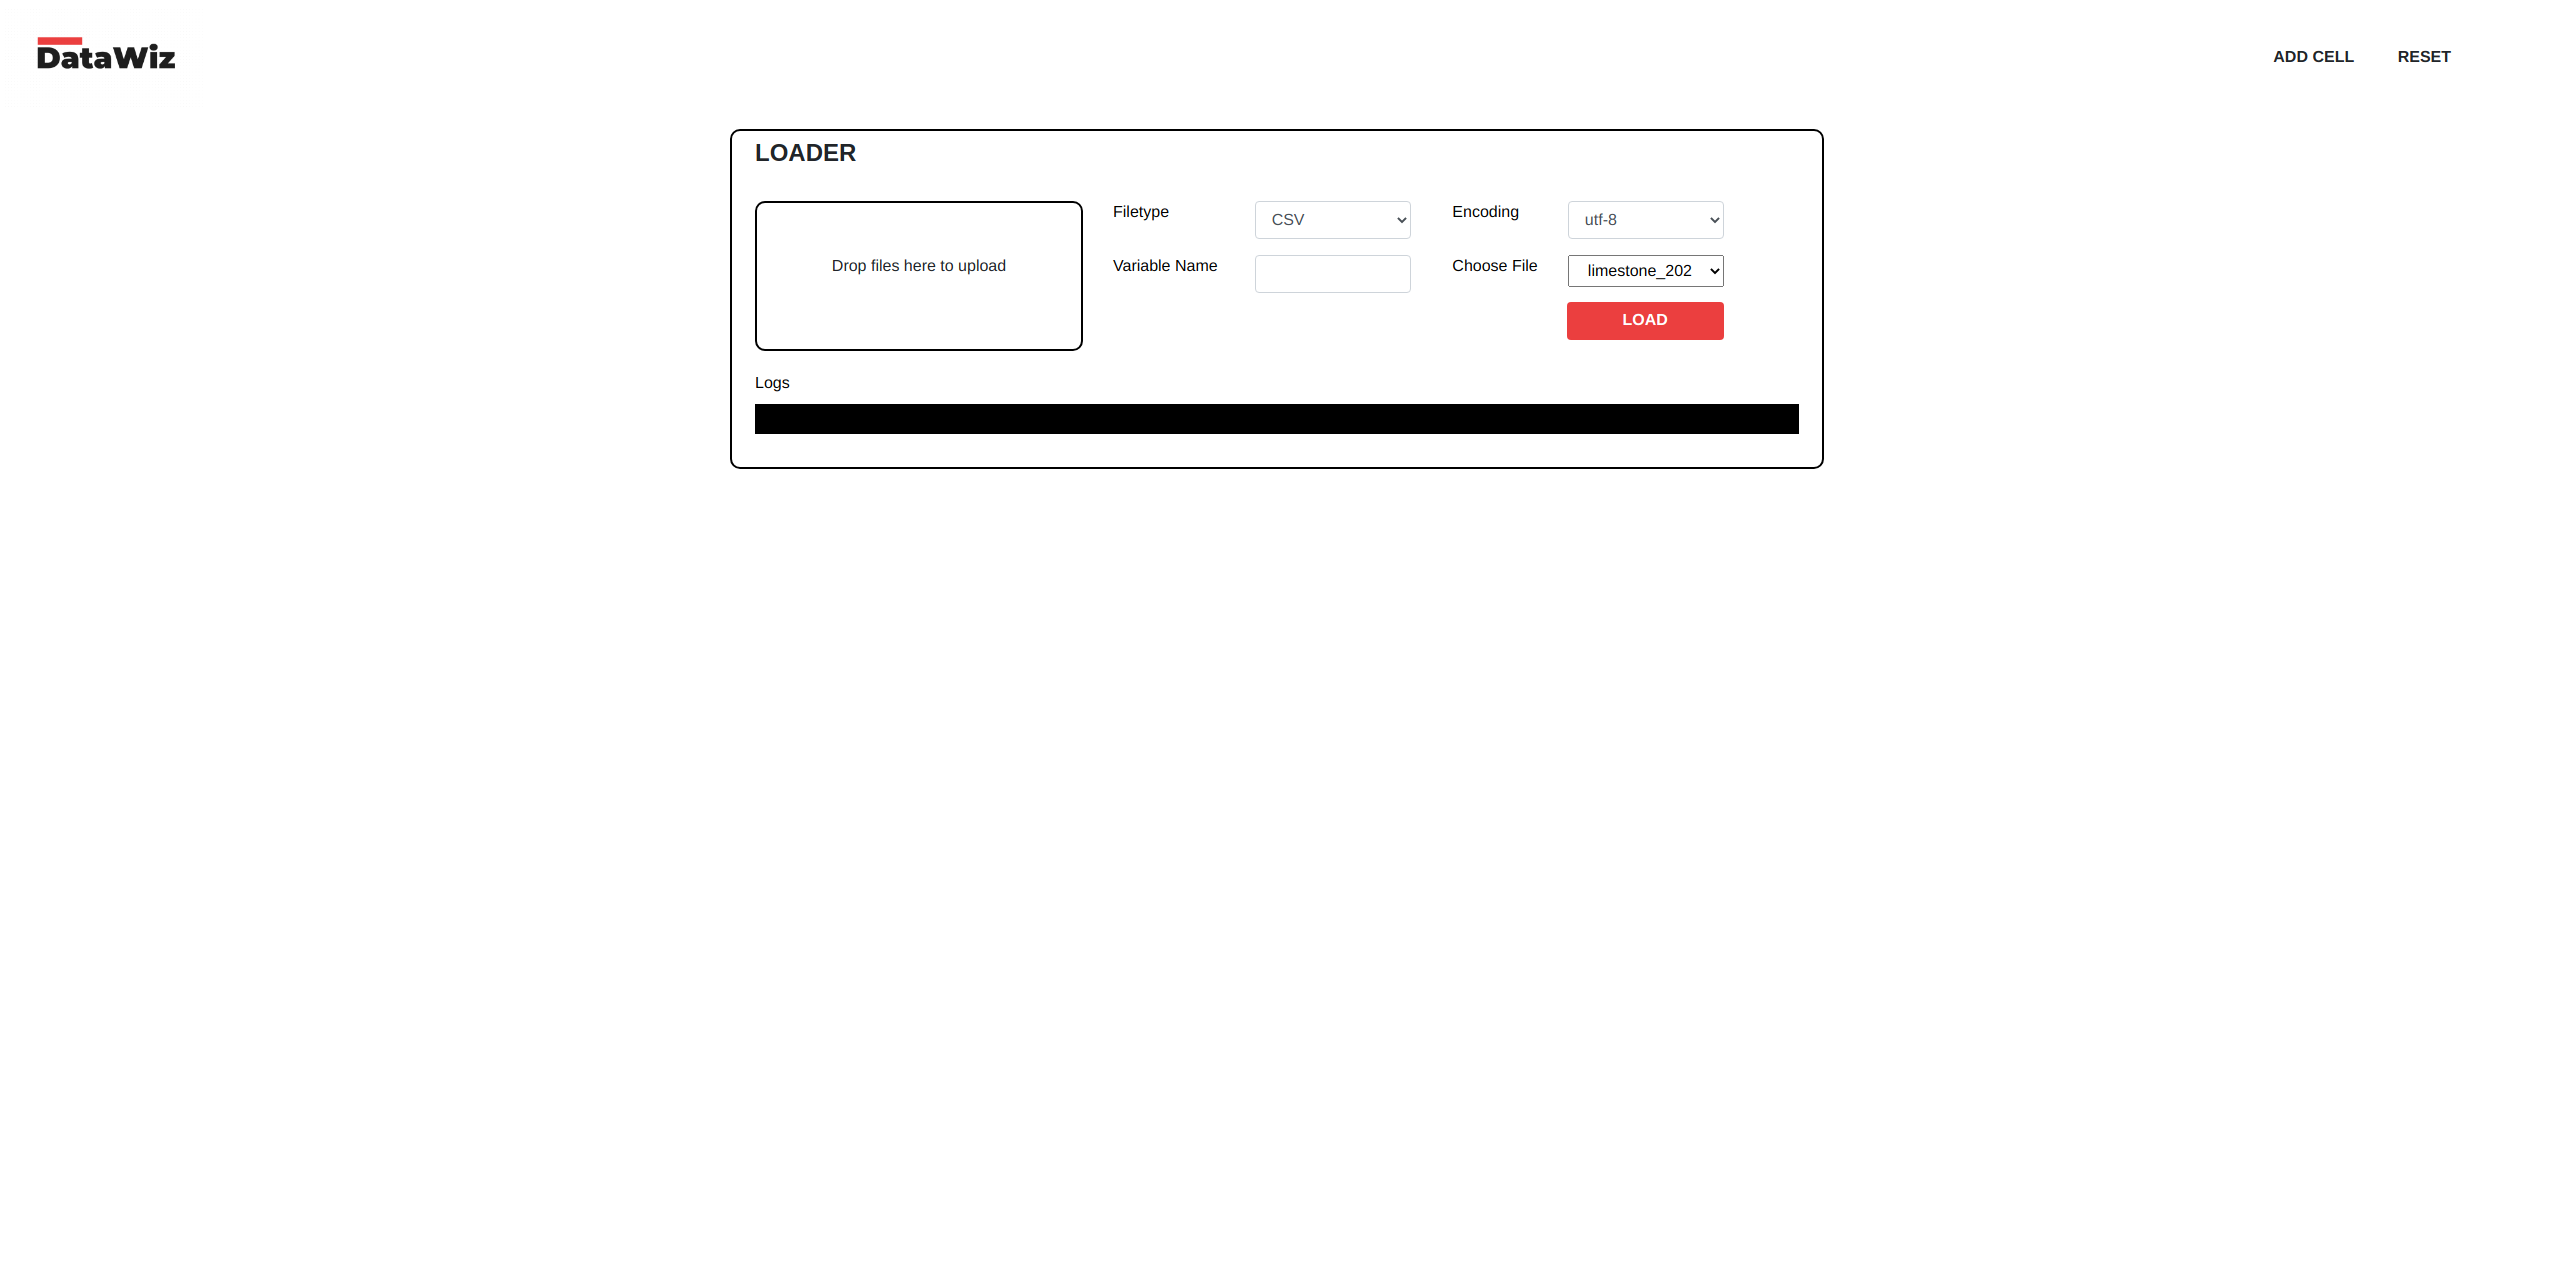 DataWiz
ADD CELL RESET
LOADER
Drop files here to upload
Filetype CSV Encoding utf-8
Variable Name Choose File limestone_202
LOAD
Logs